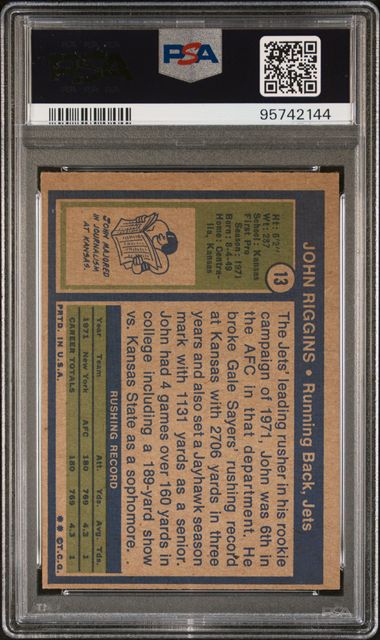 PSA
95742144
JOHN RIGGINS • Running Back, Jets
13
Ht: 6'2"
Wt: 237
School: Kansas
First Pro
Season: 1971
Born: 8-4-49
Home: Centra-
lia, Kansas
JOHN MAJORED
IN JOURNALISM
AT KANSAS.
The Jets' leading rusher in his rookie
campaign of 1971, John was 6th in
the AFC in that department. He
broke Gale Sayers' rushing record
at Kansas with 2706 yards in three
years and also set a Jayhawk season
mark with 1131 yards as a senior.
John had 4 games over 160 yards in
college including a 189-yard show
vs. Kansas State as a sophomore.
RUSHING RECORD
Year Team Att. Yds. Avg. Tds.
1971 New York AFC 180 769 4.3 1
CAREER TOTALS 180 769 4.3 1
PRTD. IN U.S.A.
© T.C.G.